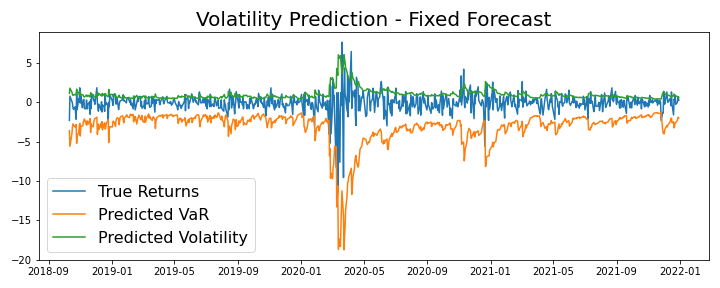 Volatility Prediction - Fixed Forecast
5
0
−5
−10
−15
−20
True Returns
Predicted VaR
Predicted Volatility
2018-09 2019-01 2019-05 2019-09 2020-01 2020-05 2020-09 2021-01 2021-05 2021-09 2022-01